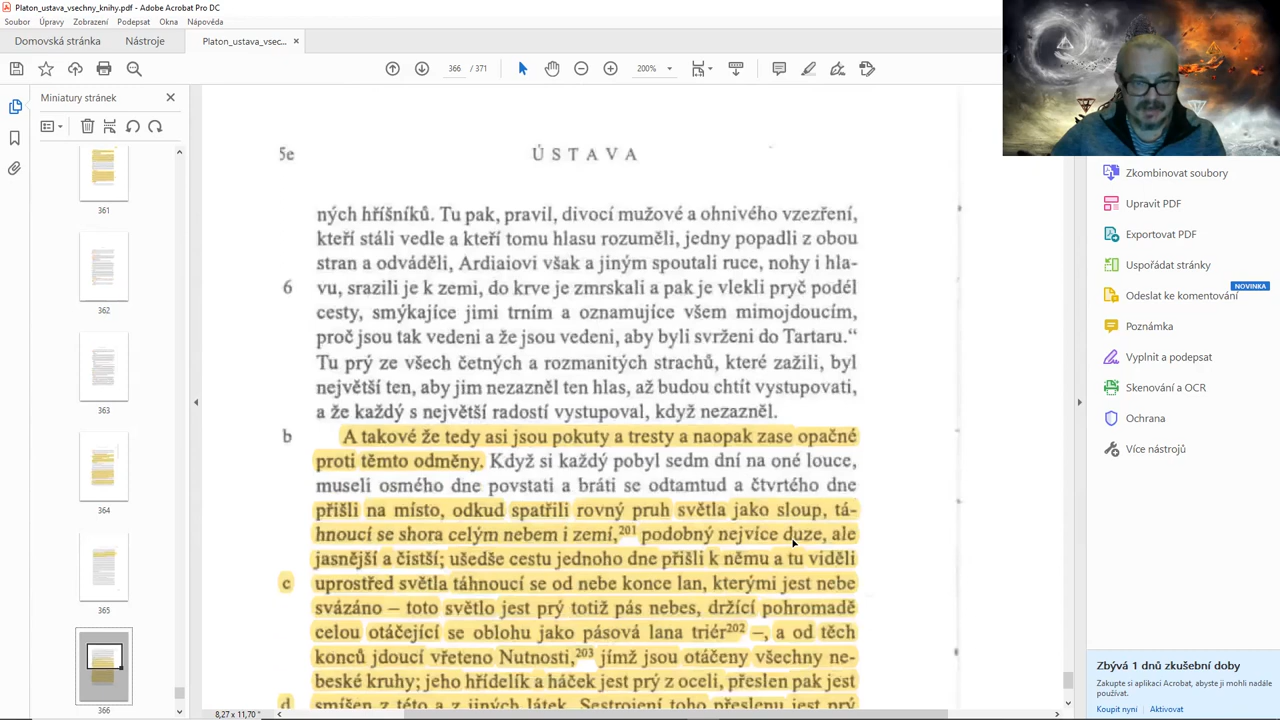 Platon_ustava_vsechny_knihy.pdf - Adobe Acrobat Pro DC
Soubor Úpravy Zobrazení Podepsat Okna Nápověda
Domovská stránka Nástroje Platon_ustava_vsec... ×
366 / 371 200%
Miniatury stránek
361
362
363
364
365
366
5e ÚSTAVA
ných hříšníků. Tu pak, pravil, divocí mužové a ohnivého vzezření,
kteří stáli vedle a kteří tomu hlasu rozuměli, jedny popadli z obou
stran a odváděli, Ardiaiovi však a jiným spoutali ruce, nohy i hla-
6 vu, srazili je k zemi, do krve je zmrskali a pak je vlekli pryč podél
cesty, smýkajíce jimi trním a oznamujíce všem mimojdoucím,
proč jsou tak vedeni a že jsou vedeni, aby byli svrženi do Tartaru.“
Tu prý ze všech četných a rozmanitých strachů, které zažili, byl
největší ten, aby jim nezazněl ten hlas, až budou chtít vystupovati,
a že každý s největší radostí vystupoval, když nezazněl.
b A takové že tedy asi jsou pokuty a tresty a naopak zase opačné
proti těmto odměny. Když si každý pobyl sedm dní na oné louce,
museli osmého dne povstati a bráti se odtamtud a čtvrtého dne
přišli na místo, odkud spatřili rovný pruh světla jako sloup, tá-
hnoucí se shora celým nebem i zemí,201 podobný nejvíce duze, ale
jasnější a čistší; ušedše cestu jednoho dne přišli k němu a tu viděli
c uprostřed světla táhnoucí se od nebe konce lan, kterými jest nebe
svázáno – toto světlo jest prý totiž pás nebes, držící pohromadě
celou otáčející se oblohu jako pásová lana triér202 –, a od těch
konců jdoucí vřeteno Nutnosti,203 jímž jsou otáčeny všechny ne-
beské kruhy; jeho hřídelík a háček jest prý z oceli, přeslen pak jest
d smíšen z této a z jiných látek. Sestrojení toho přeslenu jest prý
8,27 x 11,70 "
Zkombinovat soubory
Upravit PDF
Exportovat PDF
Uspořádat stránky
NOVINKA
Odeslat ke komentování
Poznámka
Vyplnit a podepsat
Skenování a OCR
Ochrana
Více nástrojů
Zbývá 1 dnů zkušební doby
Zakupte si aplikaci Acrobat, abyste ji mohli nadále
používat.
Koupit nyní Aktivovat